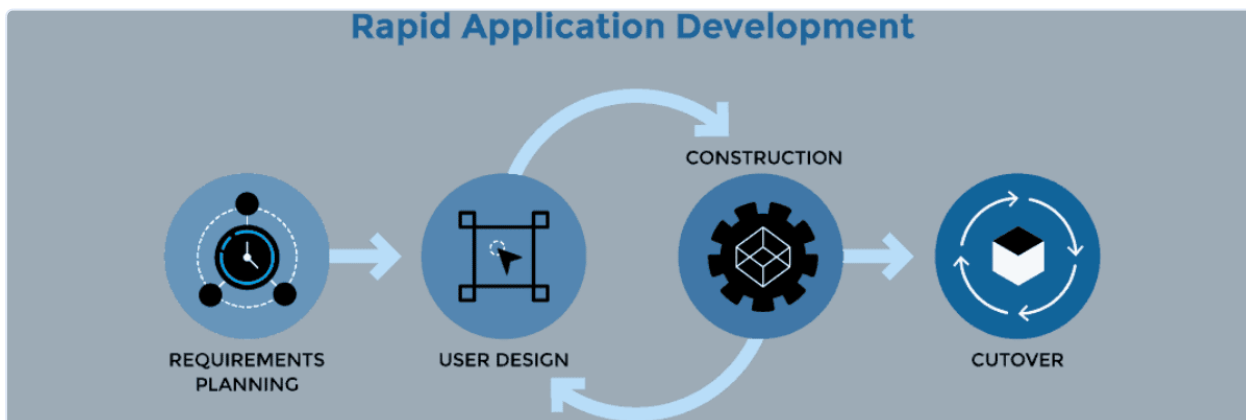 Rapid Application Development
CONSTRUCTION
REQUIREMENTS
PLANNING
USER DESIGN
CUTOVER